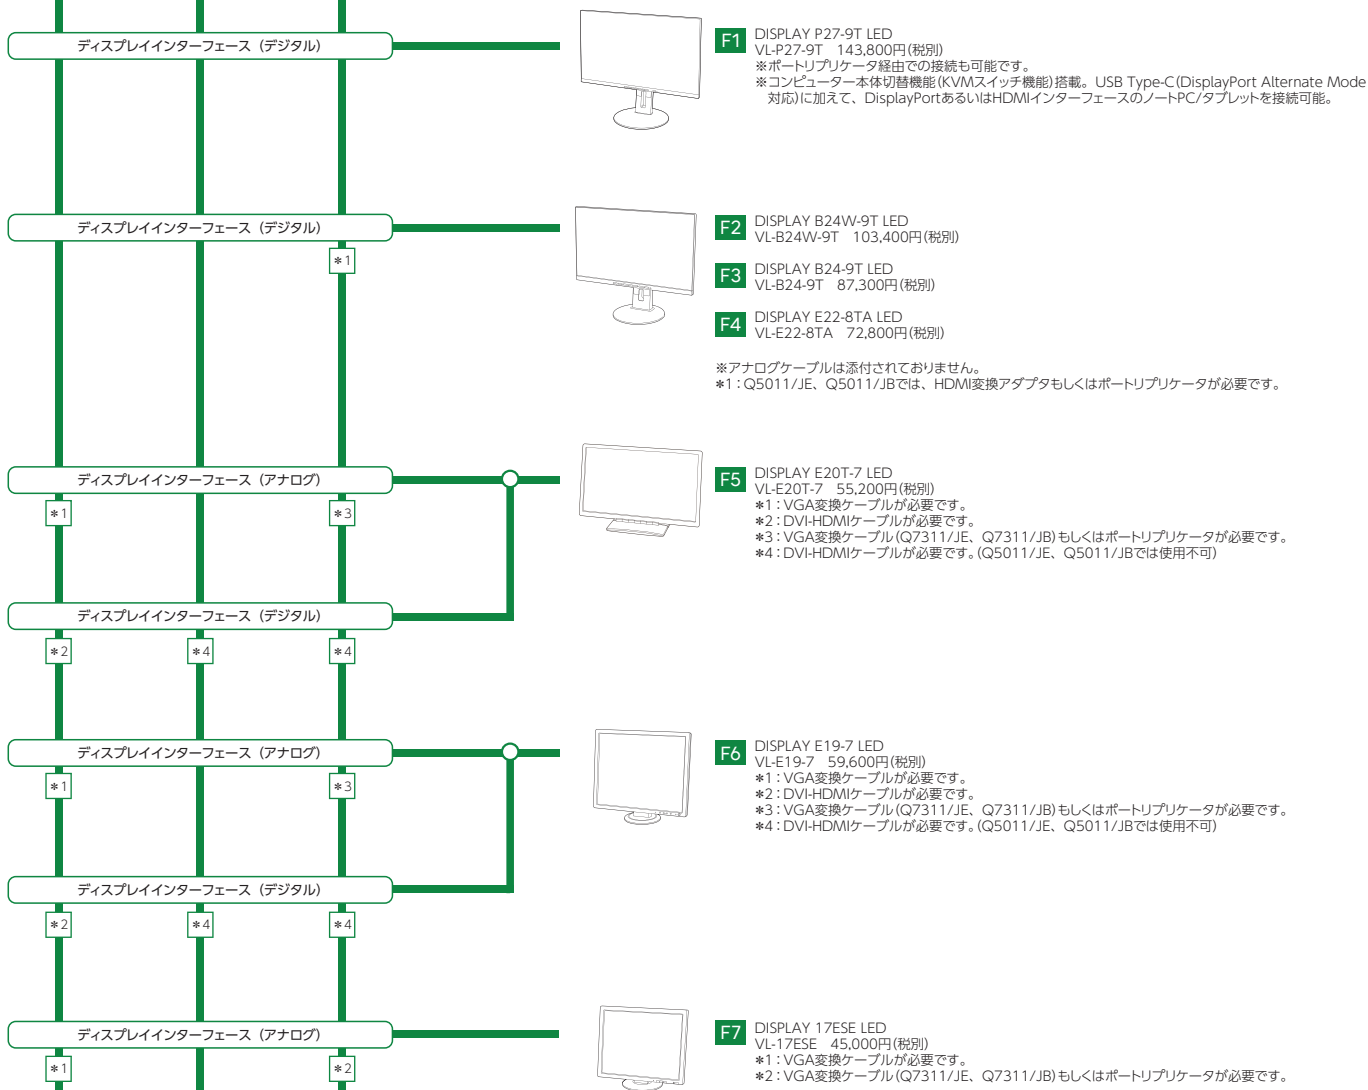 ディスプレイインターフェース（デジタル）
F1
DISPLAY P27-9T LED
VL-P27-9T 143,800円(税別)
※ポートリプリケータ経由での接続も可能です。
※コンピューター本体切替機能(KVMスイッチ機能)搭載。USB Type-C(DisplayPort Alternate Mode
対応)に加えて、DisplayPortあるいはHDMIインターフェースのノートPC/タブレットを接続可能。
ディスプレイインターフェース（デジタル）
*1
F2
DISPLAY B24W-9T LED
VL-B24W-9T 103,400円(税別)
F3
DISPLAY B24-9T LED
VL-B24-9T 87,300円(税別)
F4
DISPLAY E22-8TA LED
VL-E22-8TA 72,800円(税別)
※アナログケーブルは添付されておりません。
*1：Q5011/JE、Q5011/JBでは、HDMI変換アダプタもしくはポートリプリケータが必要です。
ディスプレイインターフェース（アナログ）
*1 *3
F5
DISPLAY E20T-7 LED
VL-E20T-7 55,200円(税別)
*1：VGA変換ケーブルが必要です。
*2：DVI-HDMIケーブルが必要です。
*3：VGA変換ケーブル(Q7311/JE、Q7311/JB)もしくはポートリプリケータが必要です。
*4：DVI-HDMIケーブルが必要です。(Q5011/JE、Q5011/JBでは使用不可)
ディスプレイインターフェース（デジタル）
*2 *4 *4
ディスプレイインターフェース（アナログ）
*1 *3
F6
DISPLAY E19-7 LED
VL-E19-7 59,600円(税別)
*1：VGA変換ケーブルが必要です。
*2：DVI-HDMIケーブルが必要です。
*3：VGA変換ケーブル(Q7311/JE、Q7311/JB)もしくはポートリプリケータが必要です。
*4：DVI-HDMIケーブルが必要です。(Q5011/JE、Q5011/JBでは使用不可)
ディスプレイインターフェース（デジタル）
*2 *4 *4
ディスプレイインターフェース（アナログ）
*1 *2
F7
DISPLAY 17ESE LED
VL-17ESE 45,000円(税別)
*1：VGA変換ケーブルが必要です。
*2：VGA変換ケーブル(Q7311/JE、Q7311/JB)もしくはポートリプリケータが必要です。